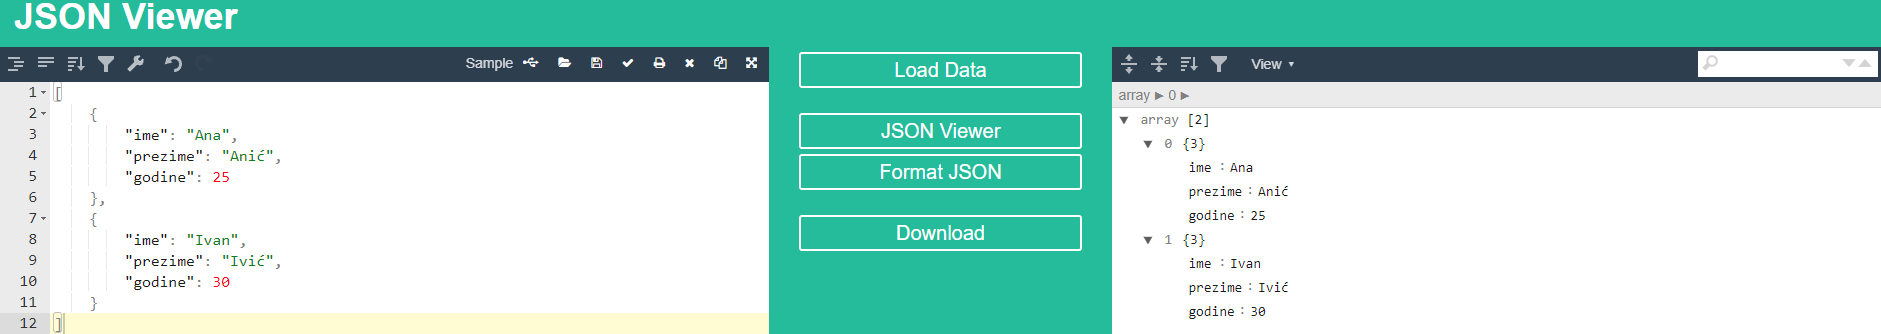 JSON Viewer
Sample
1 [
2 {
3 "ime": "Ana",
4 "prezime": "Anić",
5 "godine": 25
6 },
7 {
8 "ime": "Ivan",
9 "prezime": "Ivić",
10 "godine": 30
11 }
12 ]
Load Data
JSON Viewer
Format JSON
Download
View
array ▶ 0 ▶
▼ array [2]
▼ 0 {3}
ime : Ana
prezime : Anić
godine : 25
▼ 1 {3}
ime : Ivan
prezime : Ivić
godine : 30